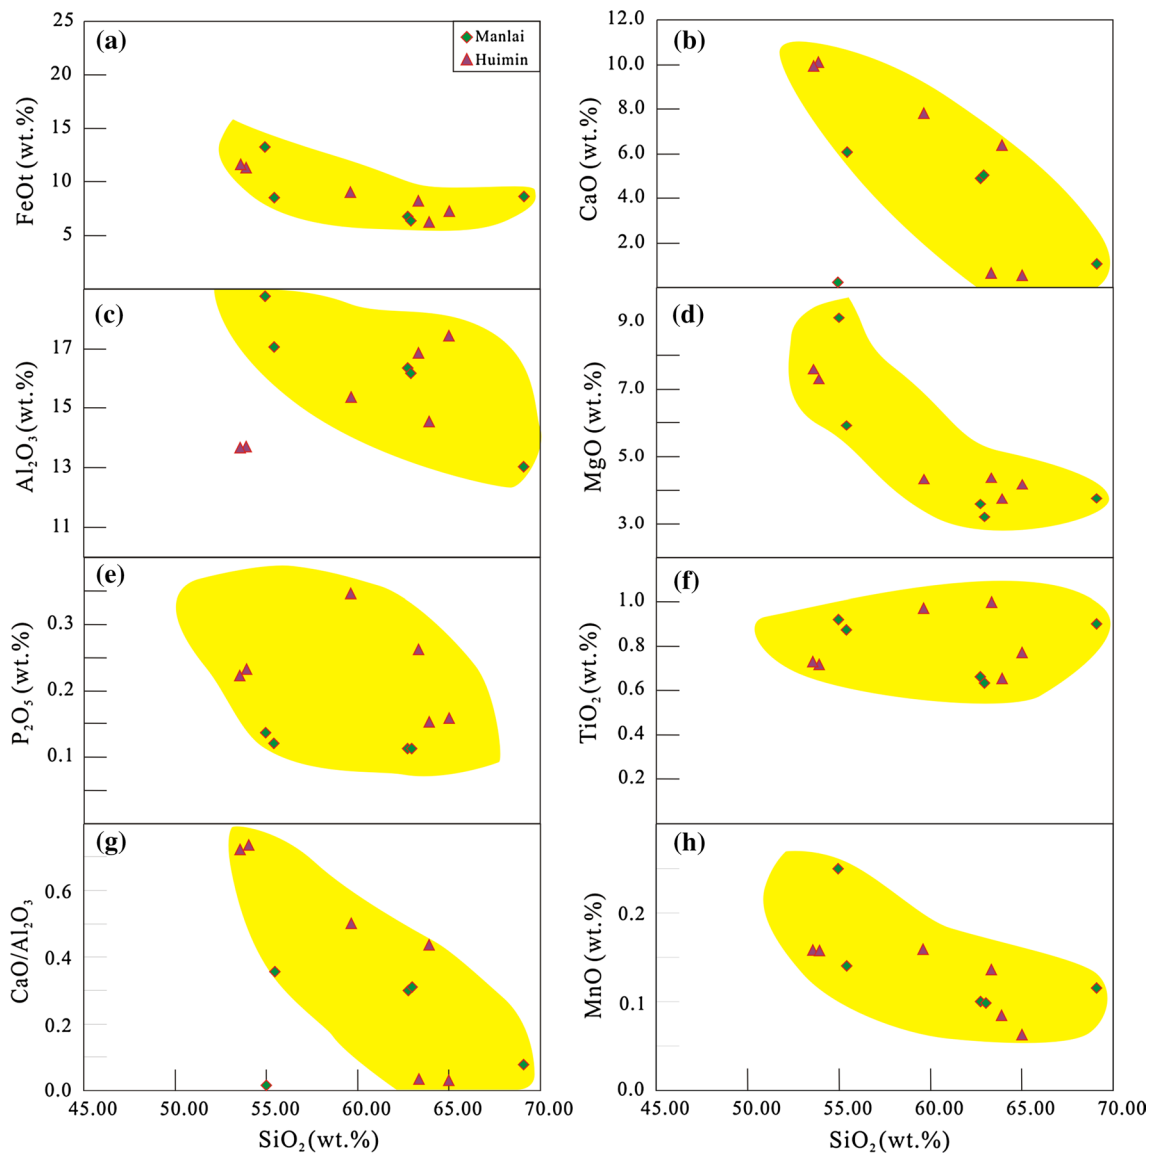 (a)
Manlai
Huimin
25
20
15
10
5
FeOt (wt.%)
(b)
12.0
10.0
8.0
6.0
4.0
2.0
CaO (wt.%)
(c)
17
15
13
11
Al₂O₃ (wt.%)
(d)
9.0
7.0
5.0
3.0
MgO (wt.%)
(e)
0.3
0.2
0.1
P₂O₅ (wt.%)
(f)
1.0
0.8
0.6
0.4
0.2
TiO₂ (wt.%)
(g)
0.6
0.4
0.2
0.0
CaO/Al₂O₃
45.00 50.00 55.00 60.00 65.00 70.00
SiO₂ (wt.%)
(h)
0.2
0.1
0.0
MnO (wt.%)
45.00 50.00 55.00 60.00 65.00 70.00
SiO₂ (wt.%)